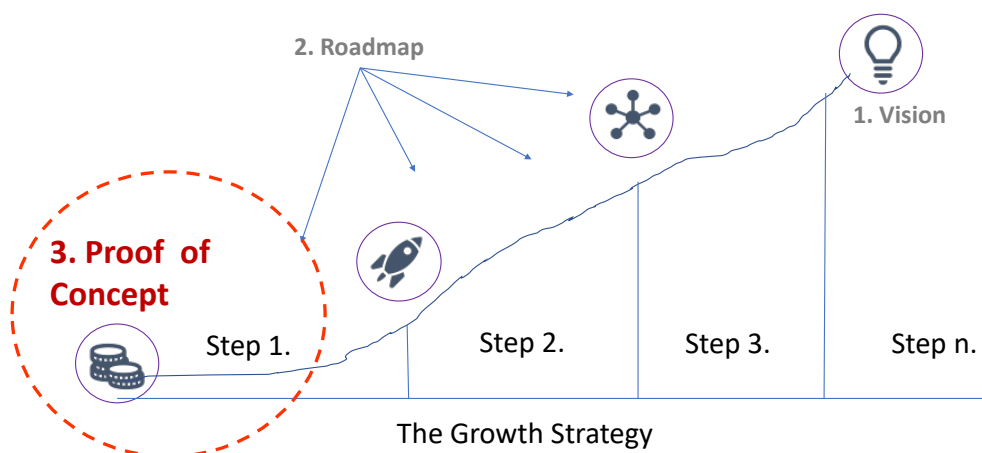 2. Roadmap
1. Vision
3. Proof of
Concept
Step 1.
Step 2.
Step 3.
Step n.
The Growth Strategy